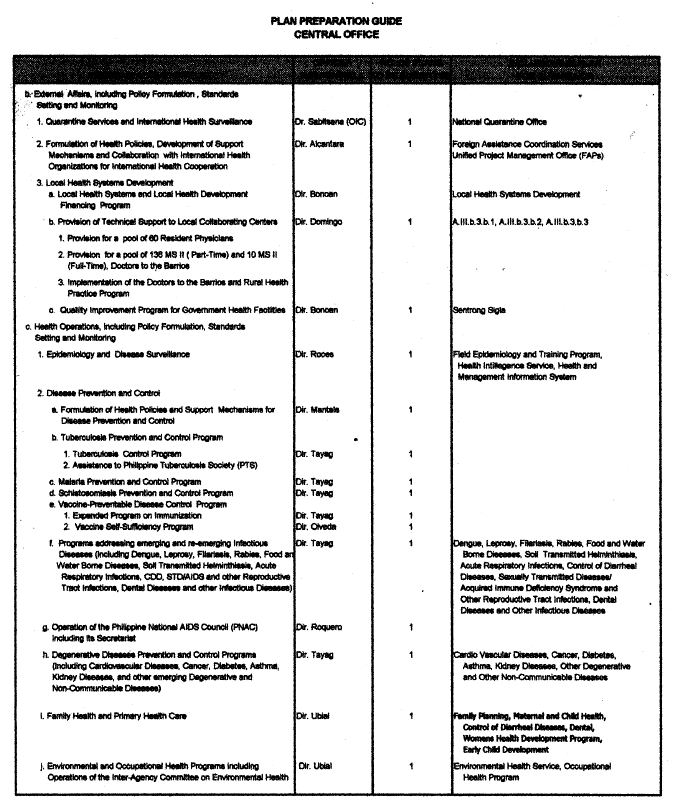 PLAN PREPARATION GUIDE
CENTRAL OFFICE
b. External Affairs, including Policy Formulation , Standards
Setting and Monitoring
1. Quarantine Services and International Health Surveillance Dr. Sabitsana (OIC) 1 National Quarantine Office
2. Formulation of Health Policies, Development of Support Dir. Alcantara 1 Foreign Assistance Coordination Services
Mechanisms and Collaboration with International Health Unified Project Management Office (FAPs)
Organizations for International Health Cooperation
3. Local Health Systems Development
a. Local Health Systems and Local Health Development Dir. Boncan Local Health Systems Development
Financing Program
b. Provision of Technical Support to Local Collaborating Centers Dir. Domingo 1 A.III.b.3.b.1, A.III.b.3.b.2, A.III.b.3.b.3
1. Provision for a pool of 60 Resident Physicians
2. Provision for a pool of 136 MS II ( Part-Time) and 10 MS II
(Full-Time), Doctors to the Barrios
3. Implementation of the Doctors to the Barrios and Rural Health
Practice Program
c. Quality Improvement Program for Government Health Facilities Dir. Boncan 1 Sentrong Sigla
c. Health Operations, Including Policy Formulation, Standards
Setting and Monitoring
1. Epidemiology and Disease Surveillance Dir. Roces 1 Field Epidemiology and Training Program,
Health Intillegence Service, Health and
Management Information System
2. Disease Prevention and Control
a. Formulation of Health Policies and Support Mechanisms for Dir. Mantala 1
Disease Prevention and Control
b. Tuberculosis Prevention and Control Program
1. Tuberculosis Control Program Dir. Tayag 1
2. Assistance to Philippine Tuberculosis Society (PTS) 1
c. Malaria Prevention and Control Program Dir. Tayag 1
d. Schistosomiasis Prevention and Control Program Dir. Tayag 1
e. Vaccine-Preventable Disease Control Program
1. Expanded Program on Immunization Dir. Tayag 1
2. Vaccine Self-Sufficiency Program Dir. Olveda 1
f. Programs addressing emerging and re-emerging Infectious Dir. Tayag 1 Dengue, Leprosy, Filariasis, Rabies, Food and Water
Diseases (Including Dengue, Leprosy, Filariasis, Rabies, Food an Borne Diseases, Soil Transmitted Helminthiasis,
Water Borne Diseases, Soil Transmitted Helminthiasis, Acute Acute Respiratory Infections, Control of Diarrheal
Respiratory Infections, CDD, STD/AIDS and other Reproductive Diseases, Sexually Transmitted Diseases/
Tract Infections, Dental Diseases and other Infectious Diseases) Acquired Immune Deficiency Syndrome and
Other Reproductive Tract Infections, Dental
Diseases and Other Infectious Diseases
g. Operation of the Philippine National AIDS Council (PNAC) Dir. Roquero 1
Including its Secretariat
h. Degenerative Diseases Prevention and Control Programs Dir. Tayag 1 Cardio Vascular Diseases, Cancer, Diabetes,
(Including Cardiovascular Diseases, Cancer, Diabetes, Asthma, Asthma, Kidney Diseases, Other Degenerative
Kidney Diseases, and other emerging Degenerative and and Other Non-Communicable Diseases
Non-Communicable Diseases)
i. Family Health and Primary Health Care Dir. Ubial 1 Family Planning, Maternal and Child Health,
Control of Diarrheal Diseases, Dental,
Womens Health Development Program,
Early Child Development
j. Environmental and Occupational Health Programs including Dir. Ubial 1 Environmental Health Service, Occupational
Operations of the Inter-Agency Committee on Environmental Health Health Program